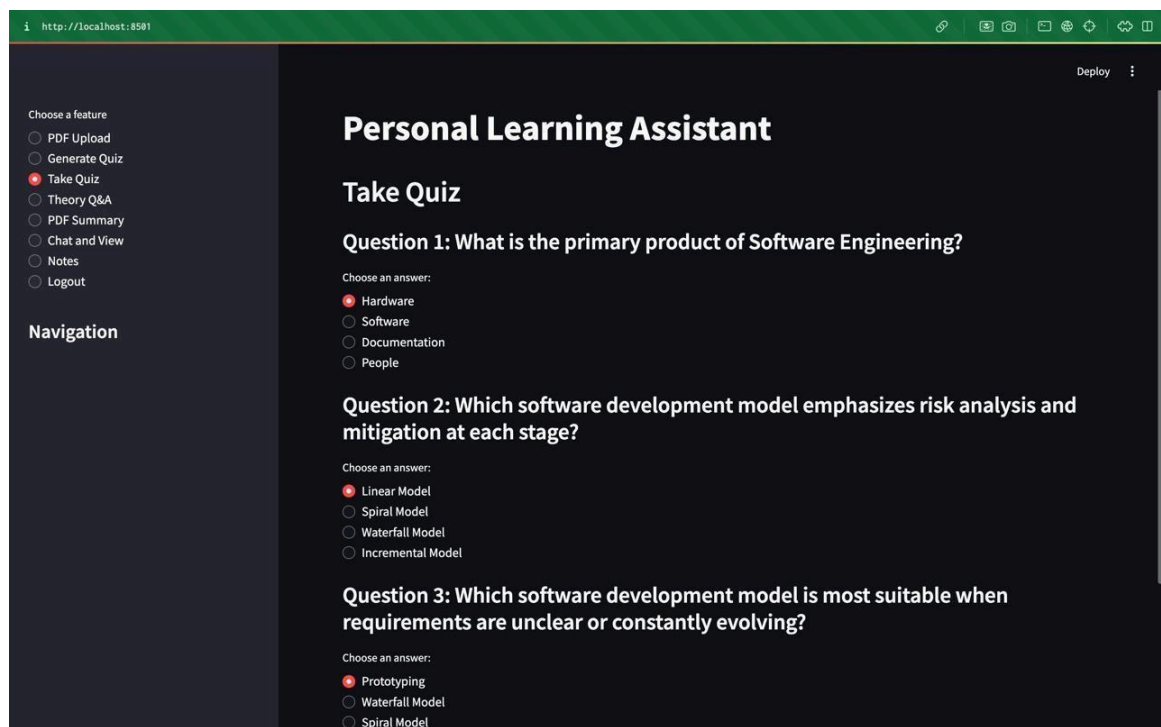 i http://localhost:8501
Deploy
Choose a feature
PDF Upload
Generate Quiz
Take Quiz
Theory Q&A
PDF Summary
Chat and View
Notes
Logout
Navigation
Personal Learning Assistant
Take Quiz
Question 1: What is the primary product of Software Engineering?
Choose an answer:
Hardware
Software
Documentation
People
Question 2: Which software development model emphasizes risk analysis and
mitigation at each stage?
Choose an answer:
Linear Model
Spiral Model
Waterfall Model
Incremental Model
Question 3: Which software development model is most suitable when
requirements are unclear or constantly evolving?
Choose an answer:
Prototyping
Waterfall Model
Spiral Model